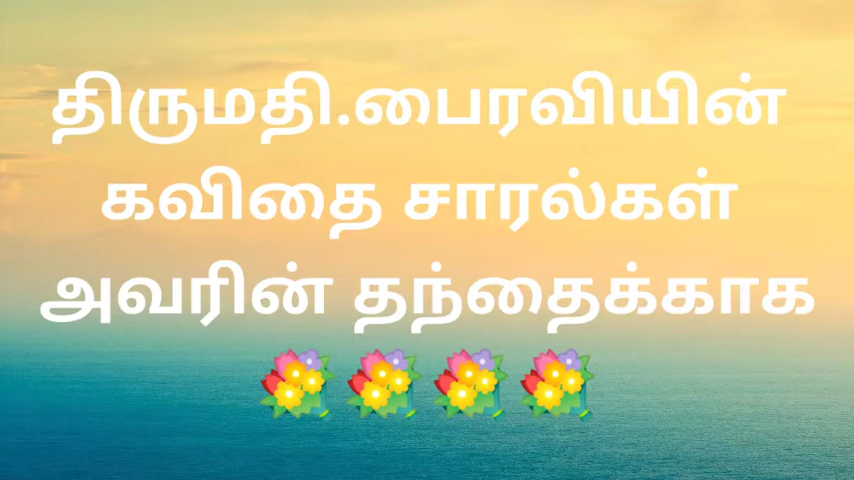 திருமதி.பைரவியின்
கவிதை சாரல்கள்
அவரின் தந்தைக்காக
💐💐💐💐